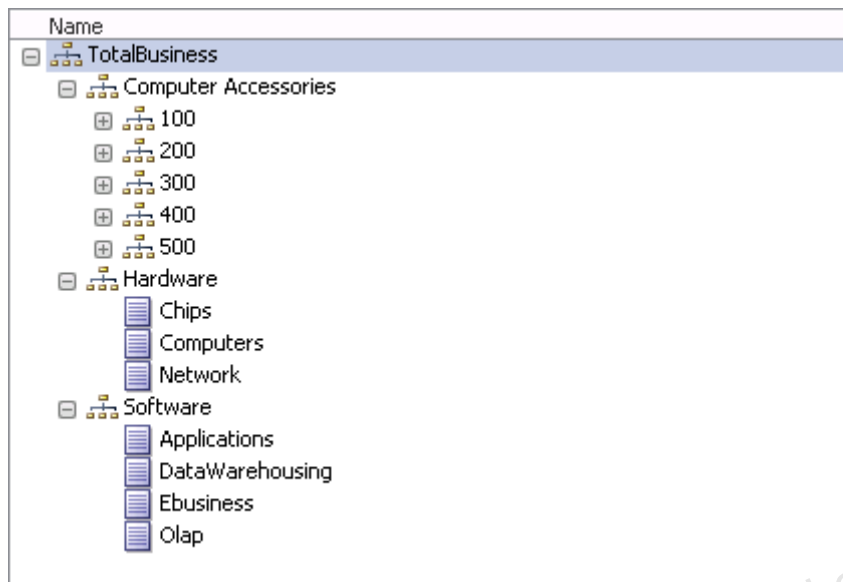 Name
TotalBusiness
Computer Accessories
100
200
300
400
500
Hardware
Chips
Computers
Network
Software
Applications
DataWarehousing
Ebusiness
Olap